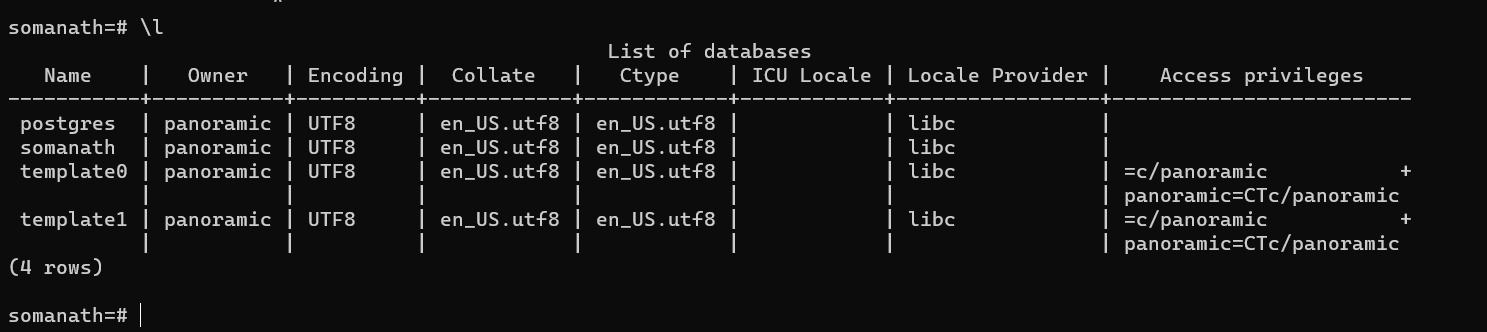 somanath=# \l
                                                  List of databases
   Name    |   Owner   | Encoding |  Collate   |   Ctype    | ICU Locale | Locale Provider |    Access privileges
-----------+-----------+----------+------------+------------+------------+-----------------+-------------------------
 postgres  | panoramic | UTF8     | en_US.utf8 | en_US.utf8 |            | libc            |
 somanath  | panoramic | UTF8     | en_US.utf8 | en_US.utf8 |            | libc            |
 template0 | panoramic | UTF8     | en_US.utf8 | en_US.utf8 |            | libc            | =c/panoramic           +
           |           |          |            |            |            |                 | panoramic=CTc/panoramic
 template1 | panoramic | UTF8     | en_US.utf8 | en_US.utf8 |            | libc            | =c/panoramic           +
           |           |          |            |            |            |                 | panoramic=CTc/panoramic
(4 rows)
somanath=#